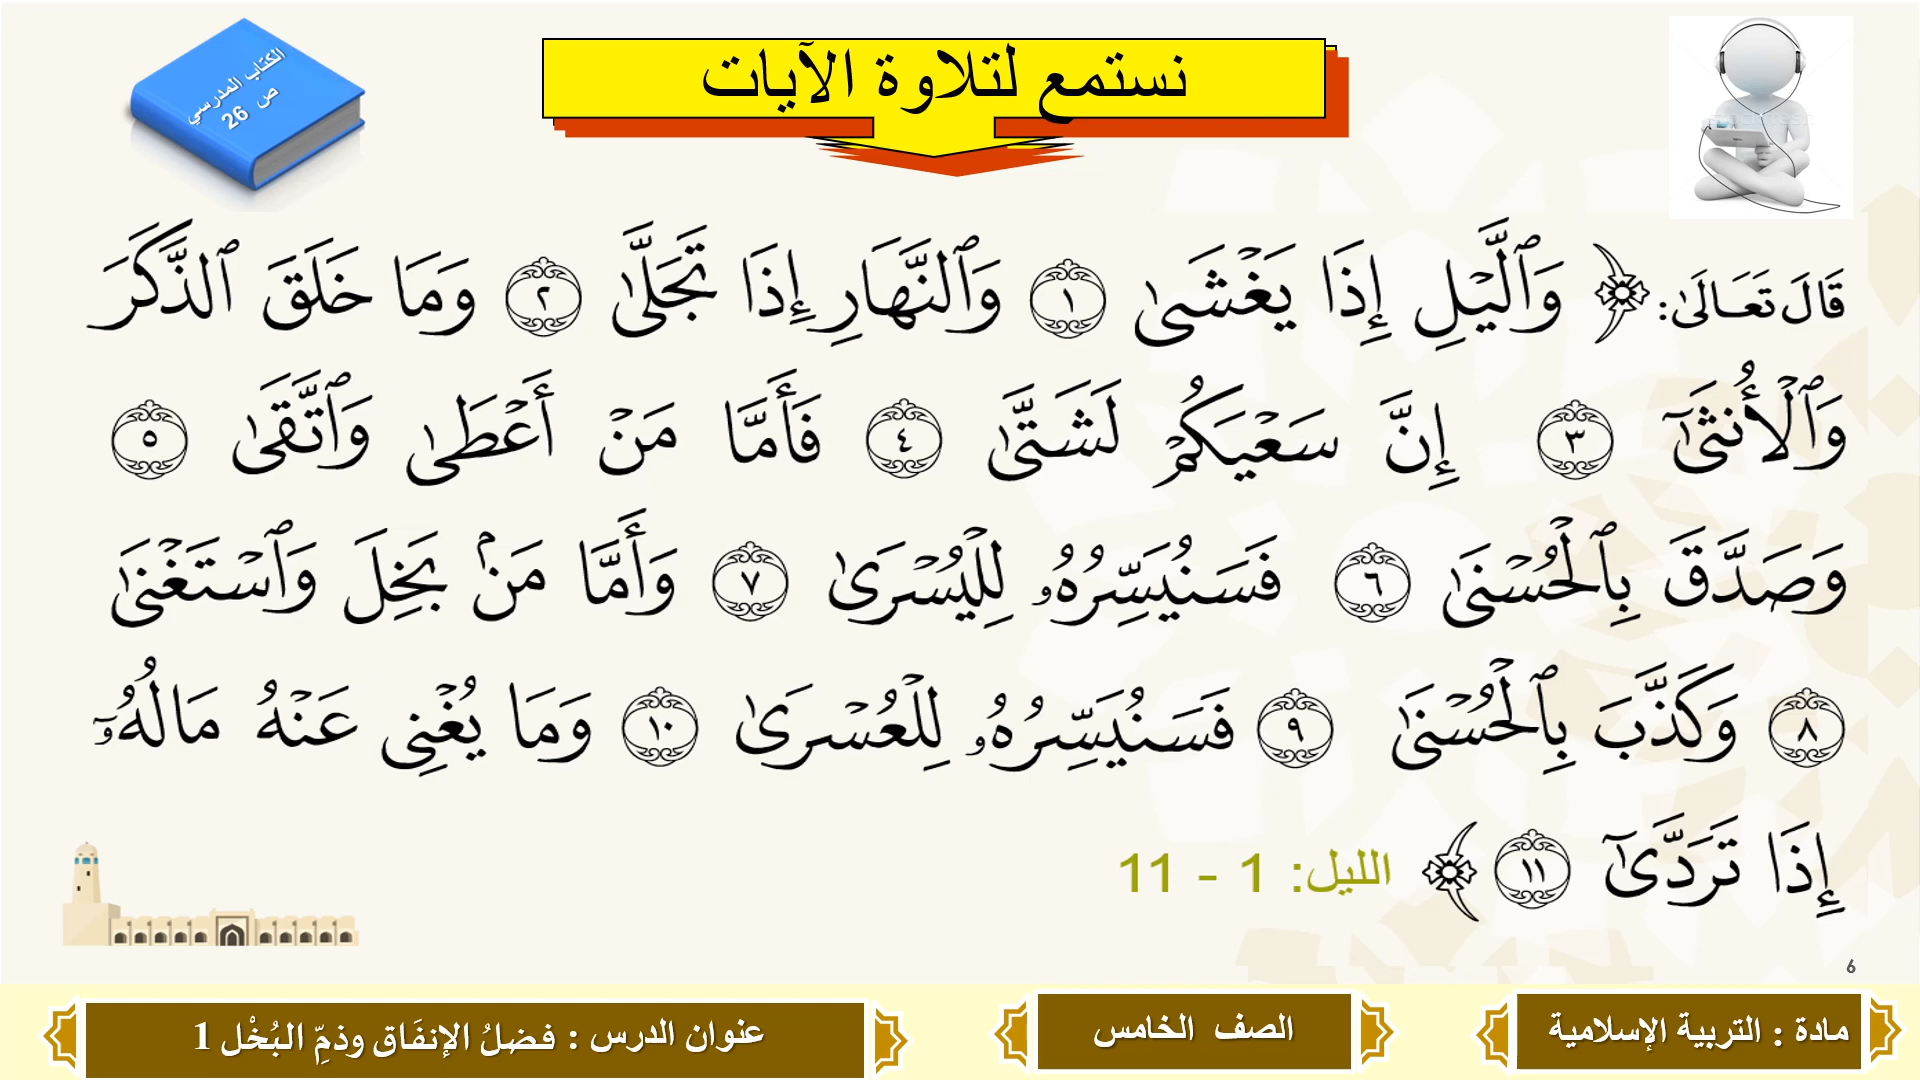 نستمع لتلاوة الآيات
الكتاب المدرسي
ص 26
قَالَ تَعَالَىٰ: ﴿ وَٱلَّيْلِ إِذَا يَغْشَىٰ ١ وَٱلنَّهَارِ إِذَا تَجَلَّىٰ ٢ وَمَا خَلَقَ ٱلذَّكَرَ
وَٱلْأُنثَىٰٓ ٣ إِنَّ سَعْيَكُمْ لَشَتَّىٰ ٤ فَأَمَّا مَنْ أَعْطَىٰ وَٱتَّقَىٰ ٥
وَصَدَّقَ بِٱلْحُسْنَىٰ ٦ فَسَنُيَسِّرُهُۥ لِلْيُسْرَىٰ ٧ وَأَمَّا مَنۢ بَخِلَ وَٱسْتَغْنَىٰ
٨ وَكَذَّبَ بِٱلْحُسْنَىٰ ٩ فَسَنُيَسِّرُهُۥ لِلْعُسْرَىٰ ١٠ وَمَا يُغْنِى عَنْهُ مَالُهُۥٓ
إِذَا تَرَدَّىٰٓ ١١ ﴾ الليل: 1 - 11
6
مادة : التربية الإسلامية
الصف الخامس
عنوان الدرس : فضلُ الإنفَاق وذمِّ البُخْل 1